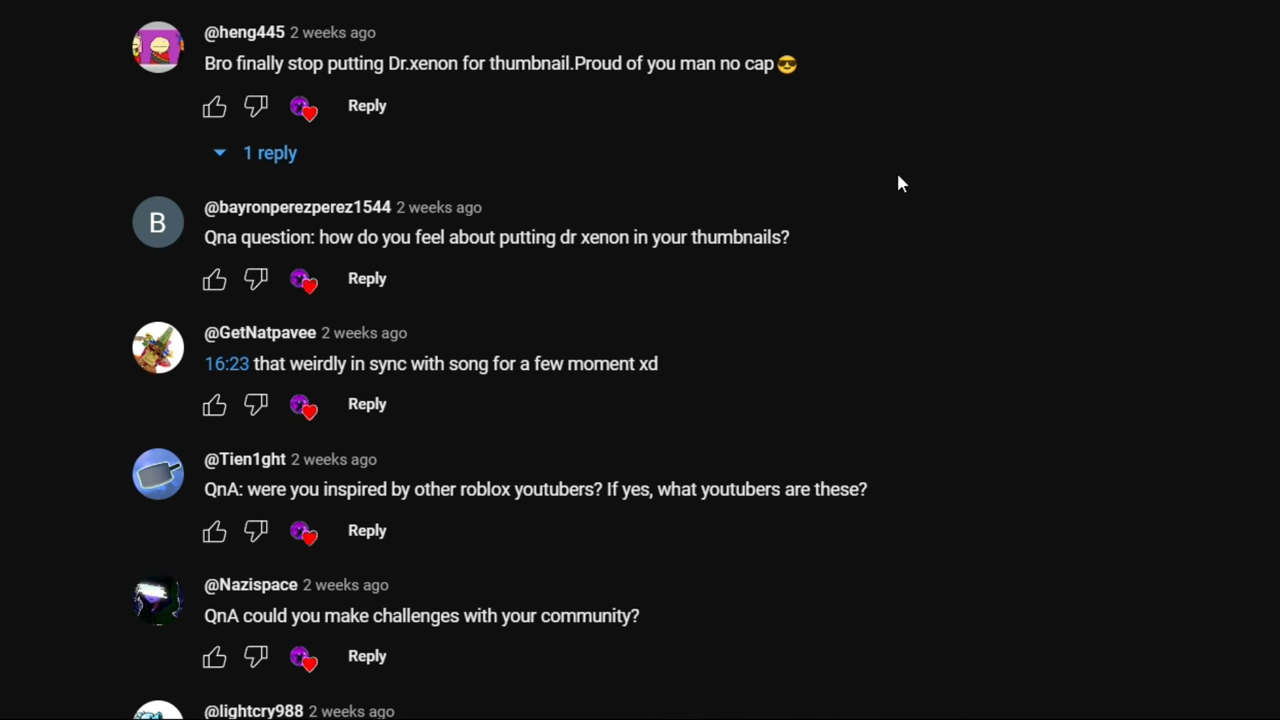 @heng445 2 weeks ago
Bro finally stop putting Dr.xenon for thumbnail.Proud of you man no cap😎
Reply
1 reply
@bayronperezperez1544 2 weeks ago
B
Qna question: how do you feel about putting dr xenon in your thumbnails?
Reply
@GetNatpavee 2 weeks ago
16:23 that weirdly in sync with song for a few moment xd
Reply
@Tien1ght 2 weeks ago
QnA: were you inspired by other roblox youtubers? If yes, what youtubers are these?
Reply
@Nazispace 2 weeks ago
QnA could you make challenges with your community?
Reply
@lightcry988 2 weeks ago